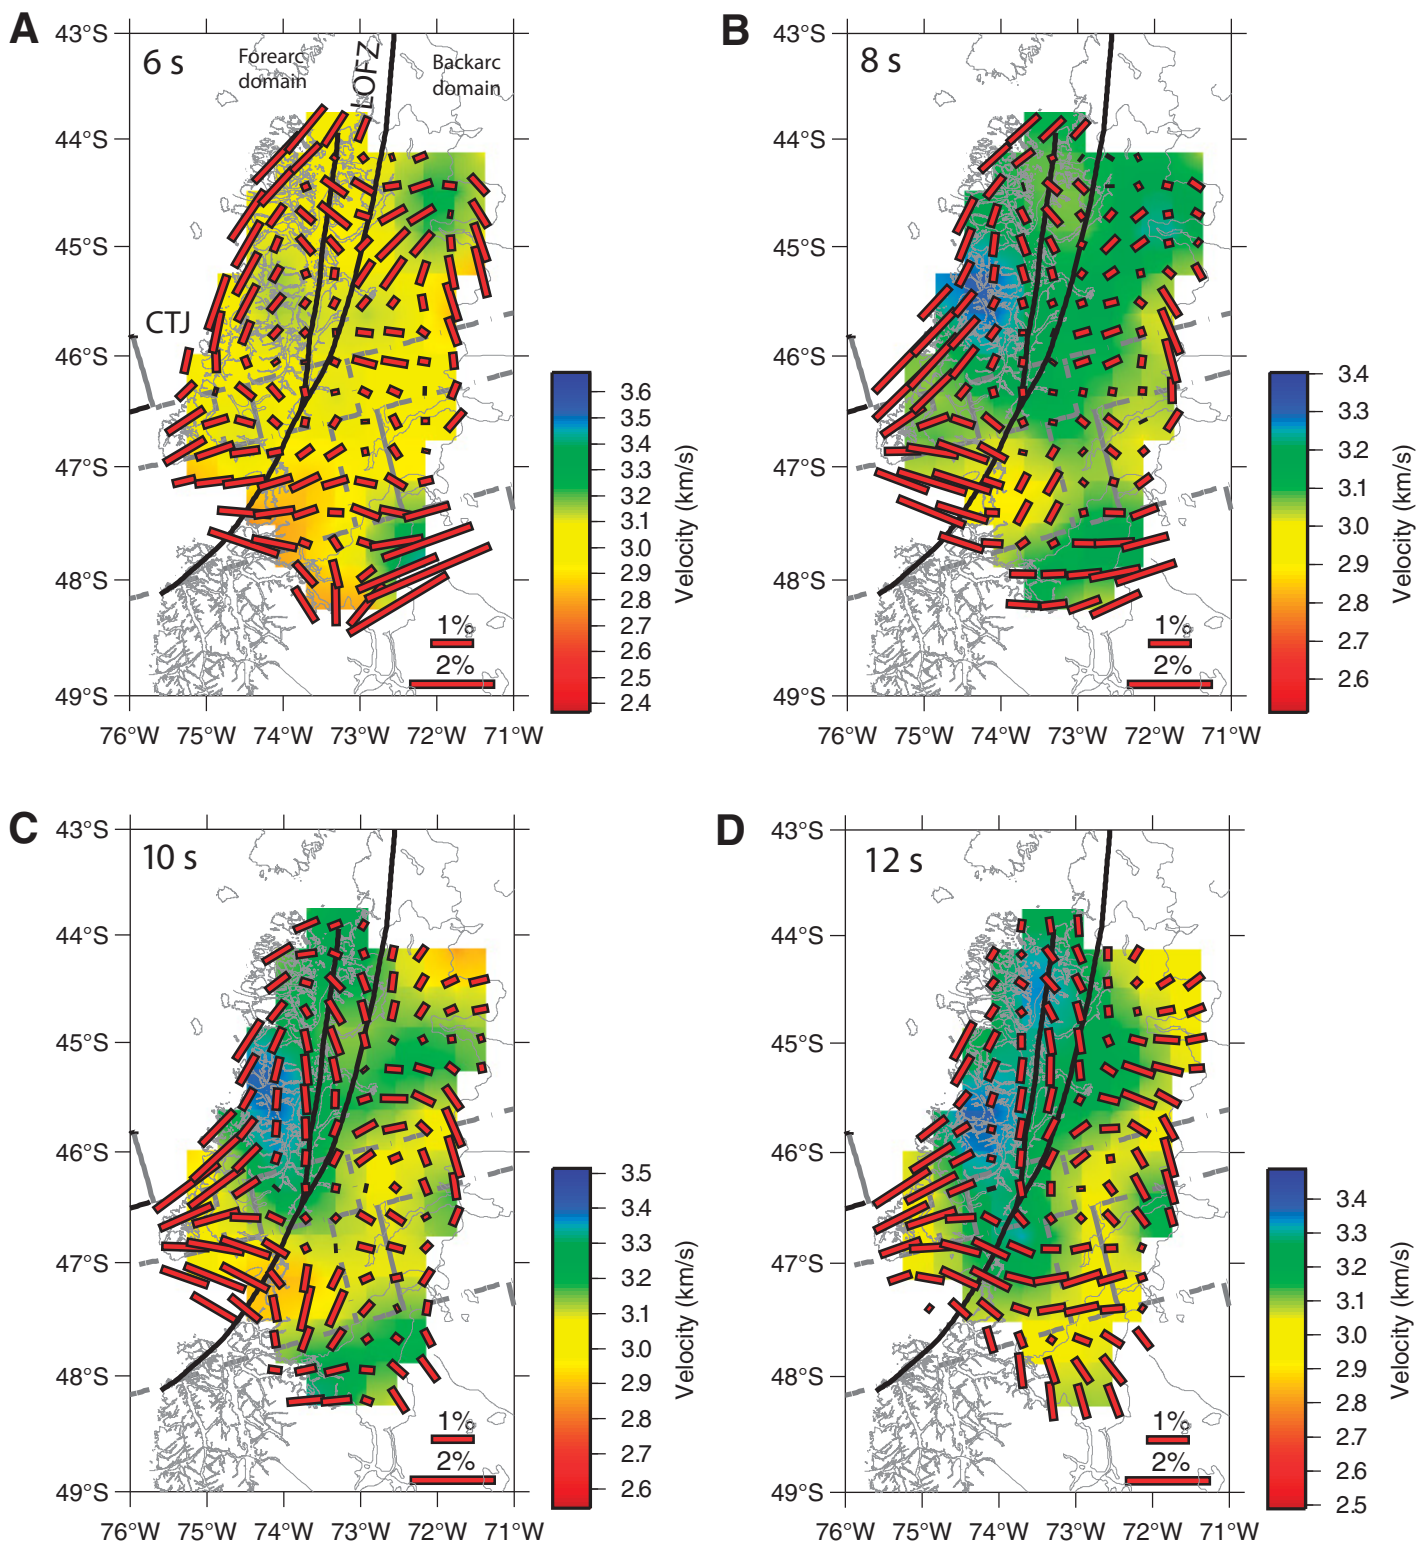 A
6 s
Forearc
domain
LOFZ
Backarc
domain
CTJ
43°S
44°S
45°S
46°S
47°S
48°S
49°S
76°W 75°W 74°W 73°W 72°W 71°W
1%
2%
3.6
3.5
3.4
3.3
3.2
3.1
3.0
2.9
2.8
2.7
2.6
2.5
2.4
Velocity (km/s)
B
8 s
43°S
44°S
45°S
46°S
47°S
48°S
49°S
76°W 75°W 74°W 73°W 72°W 71°W
1%
2%
3.4
3.3
3.2
3.1
3.0
2.9
2.8
2.7
2.6
Velocity (km/s)
C
10 s
43°S
44°S
45°S
46°S
47°S
48°S
49°S
76°W 75°W 74°W 73°W 72°W 71°W
1%
2%
3.5
3.4
3.3
3.2
3.1
3.0
2.9
2.8
2.7
2.6
Velocity (km/s)
D
12 s
43°S
44°S
45°S
46°S
47°S
48°S
49°S
76°W 75°W 74°W 73°W 72°W 71°W
1%
2%
3.4
3.3
3.2
3.1
3.0
2.9
2.8
2.7
2.6
2.5
Velocity (km/s)